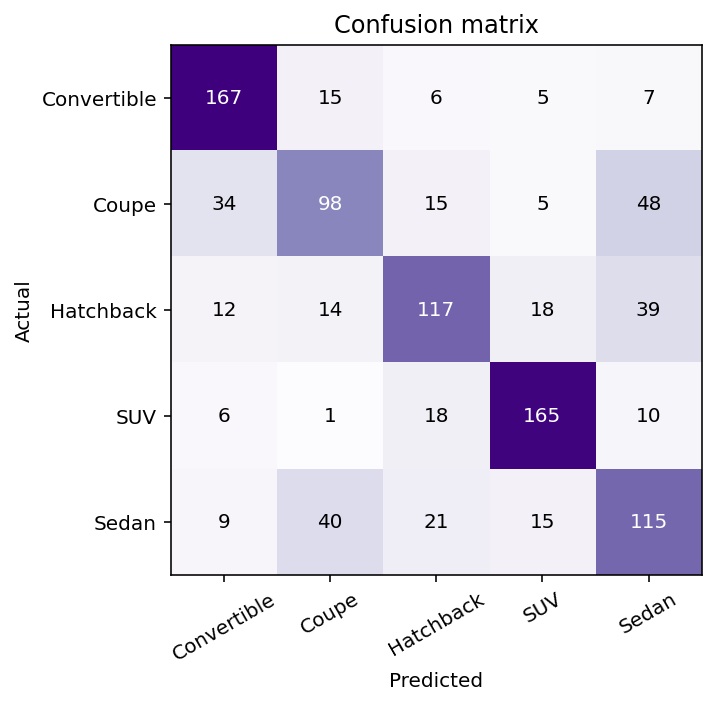 Confusion matrix
Convertible 167 15 6 5 7
Coupe 34 98 15 5 48
Hatchback 12 14 117 18 39
SUV 6 1 18 165 10
Sedan 9 40 21 15 115
Actual
Convertible Coupe Hatchback SUV Sedan
Predicted